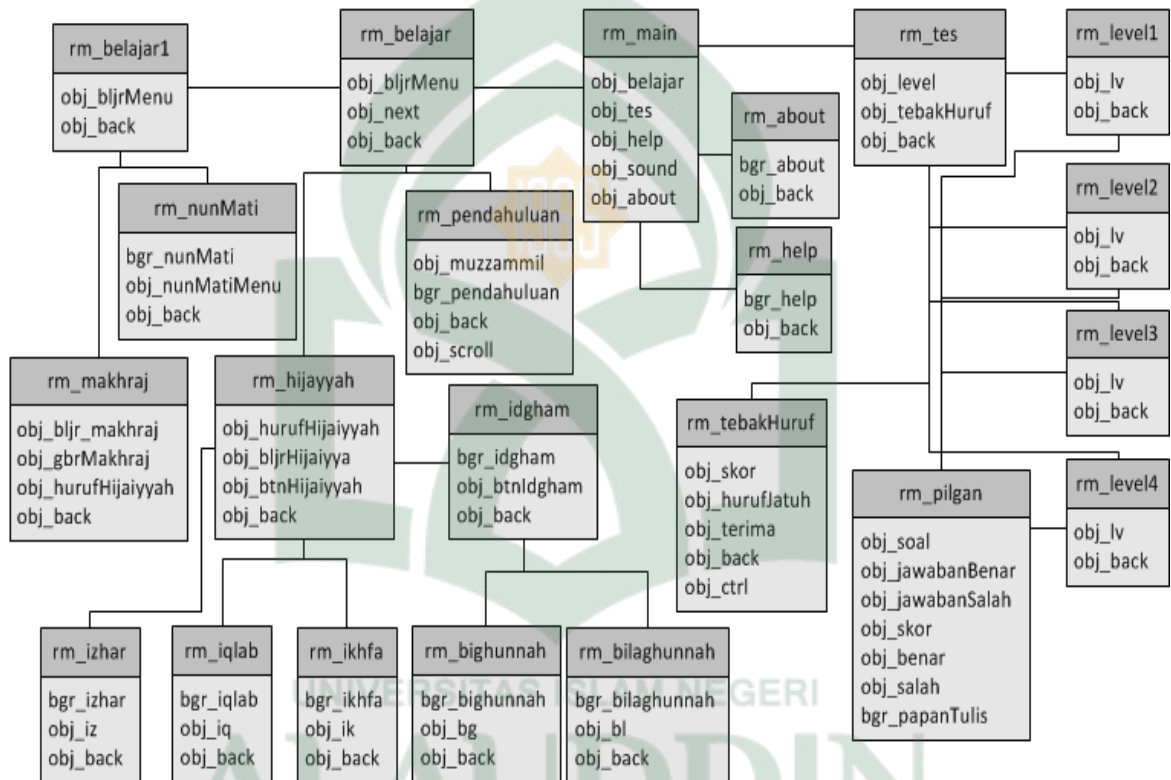 rm_belajar1
obj_bljrMenu
obj_back
rm_belajar
obj_bljrMenu
obj_next
obj_back
rm_main
obj_belajar
obj_tes
obj_help
obj_sound
obj_about
rm_about
bgr_about
obj_back
rm_tes
obj_level
obj_tebakHuruf
obj_back
rm_level1
obj_lv
obj_back
rm_level2
obj_lv
obj_back
rm_nunMati
bgr_nunMati
obj_nunMatiMenu
obj_back
rm_pendahuluan
obj_muzzammil
bgr_pendahuluan
obj_back
obj_scroll
rm_help
bgr_help
obj_back
rm_level3
obj_lv
obj_back
rm_makhraj
obj_bljr_makhraj
obj_gbrMakhraj
obj_hurufHijaiyyah
obj_back
rm_hijayyah
obj_hurufHijaiyyah
obj_bljrHijaiyya
obj_btnHijaiyyah
obj_back
rm_idgham
bgr_idgham
obj_btnIdgham
obj_back
rm_tebakHuruf
obj_skor
obj_hurufJatuh
obj_terima
obj_back
obj_ctrl
rm_pilgan
obj_soal
obj_jawabanBenar
obj_jawabanSalah
obj_skor
obj_benar
obj_salah
bgr_papanTulis
rm_level4
obj_lv
obj_back
rm_izhar
bgr_izhar
obj_iz
obj_back
rm_iqlab
bgr_iqlab
obj_iq
obj_back
rm_ikhfa
bgr_ikhfa
obj_ik
obj_back
rm_bighunnah
bgr_bighunnah
obj_bg
obj_back
rm_bilaghunnah
bgr_bilaghunnah
obj_bl
obj_back
1965
UNIVERSITAS ISLAM NEGERI
ALAUDDIN